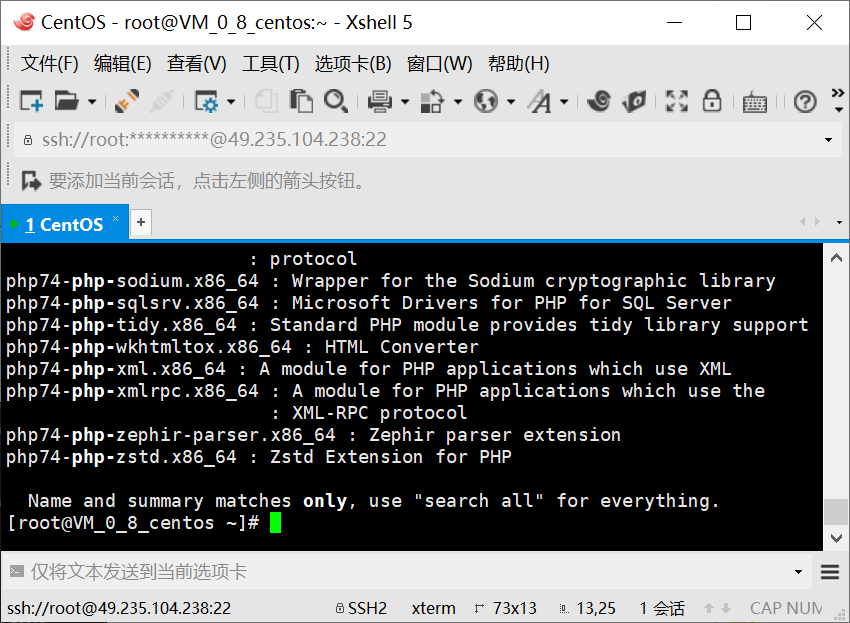 CentOS - root@VM_0_8_centos:~ - Xshell 5
文件(F) 编辑(E) 查看(V) 工具(T) 选项卡(B) 窗口(W) 帮助(H)
ssh://root:**********@49.235.104.238:22
要添加当前会话，点击左侧的箭头按钮。
1 CentOS × +
: protocol
php74-php-sodium.x86_64 : Wrapper for the Sodium cryptographic library
php74-php-sqlsrv.x86_64 : Microsoft Drivers for PHP for SQL Server
php74-php-tidy.x86_64 : Standard PHP module provides tidy library support
php74-php-wkhtmltox.x86_64 : HTML Converter
php74-php-xml.x86_64 : A module for PHP applications which use XML
php74-php-xmlrpc.x86_64 : A module for PHP applications which use the
: XML-RPC protocol
php74-php-zephir-parser.x86_64 : Zephir parser extension
php74-php-zstd.x86_64 : Zstd Extension for PHP
Name and summary matches only, use "search all" for everything.
[root@VM_0_8_centos ~]#
仅将文本发送到当前选项卡
ssh://root@49.235.104.238:22 SSH2 xterm 73x13 13,25 1 会话 CAP NUM